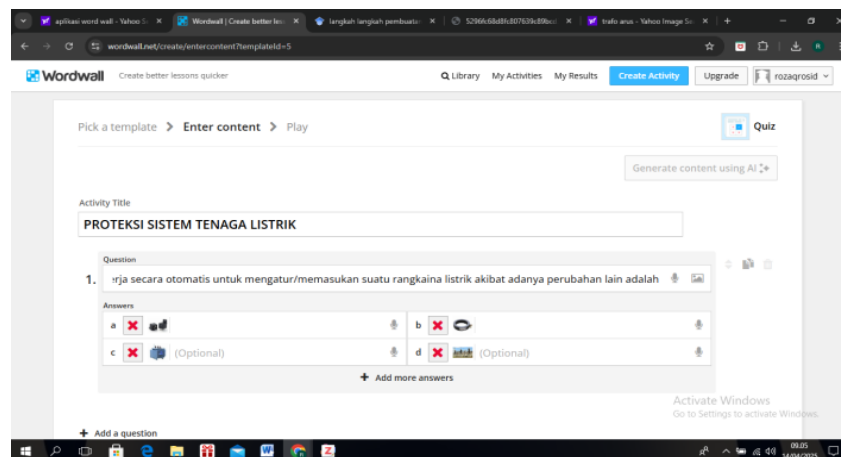 aplikasi word wall - Yahoo S
Wordwall | Create better less
langkah langkah pembuatan
trafo arus - Yahoo Image Se
wordwall.net/create/entercontent?templateId=5
Wordwall
Create better lessons quicker
Library
My Activities
My Results
Create Activity
Upgrade
rozaqrosid
Pick a template > Enter content > Play
Quiz
Generate content using AI
Activity Title
PROTEKSI SISTEM TENAGA LISTRIK
Question
1. erja secara otomatis untuk mengatur/memasukan suatu rangkaina listrik akibat adanya perubahan lain adalah
Answers
a
b
c (Optional)
d (Optional)
+ Add more answers
Activate Windows
Go to Settings to activate Windows.
+ Add a question
09.05
14/04/2025